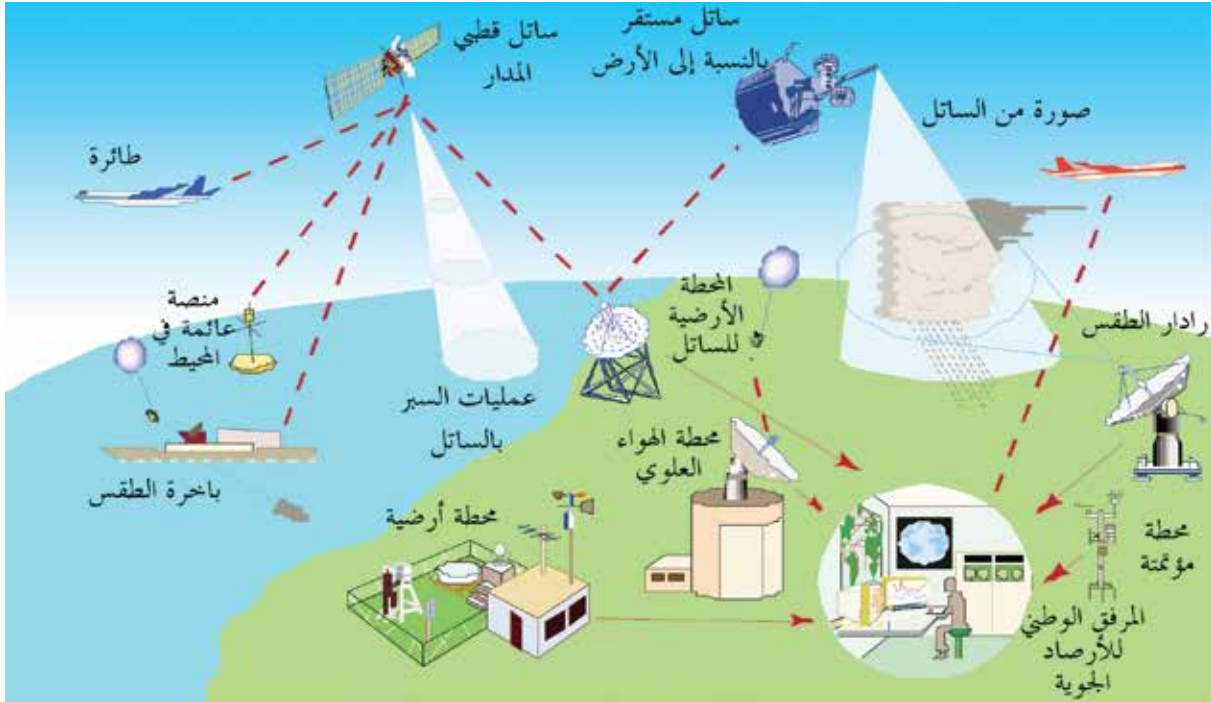 ساتل مستقر
بالنسبة إلى الأرض
ساتل قطبي
المدار
صورة من الساتل
طائرة
المحطة
الأرضية
للساتل
منصة
عائمة في
المحيط
رادار الطقس
عمليات السبر
بالساتل
محطة الهواء
العلوي
باخرة الطقس
محطة أرضية
محطة
مؤتمتة
المرفق الوطني
للأرصاد
الجوية